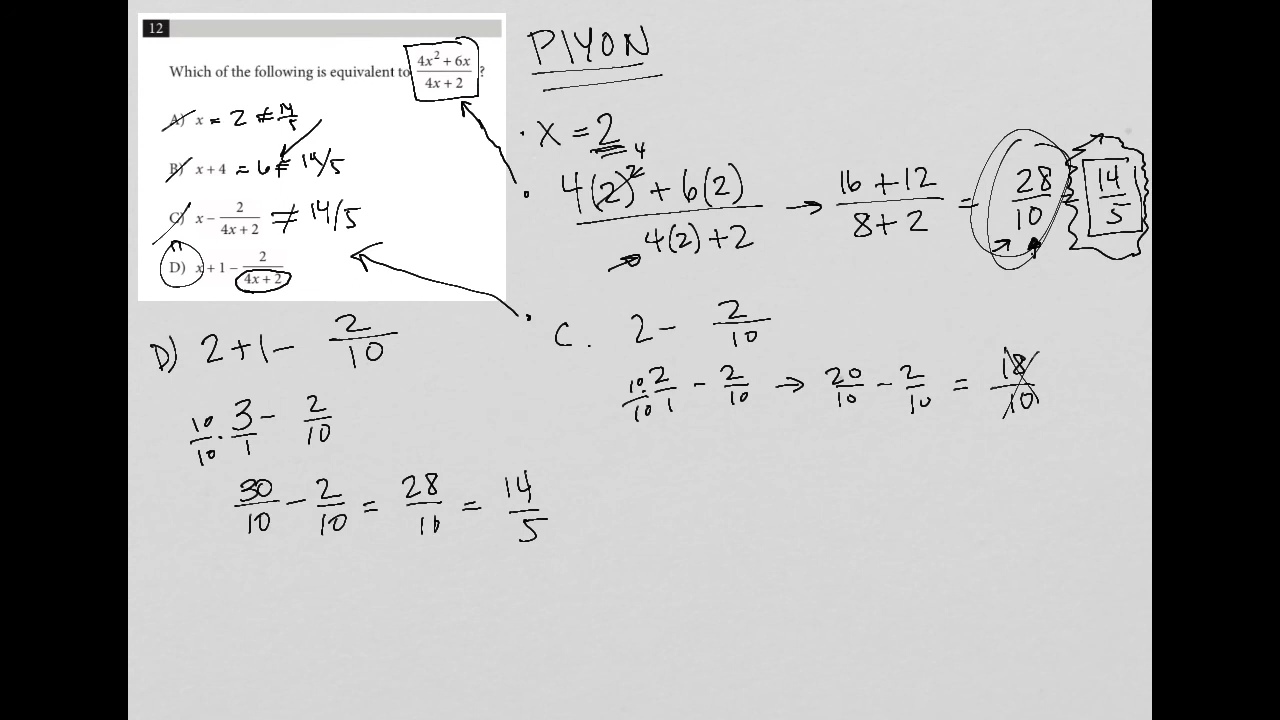 12
Which of the following is equivalent to (4x² + 6x)/(4x + 2) ?
A) x = 2 ≠ 14/5
B) x + 4 = 6 ≠ 14/5
C) x − 2/(4x + 2) ≠ 14/5
D) x + 1 − 2/(4x + 2)
PIYON
· x = 2
· (4(2)² + 6(2))/(4(2) + 2) → (16 + 12)/(8 + 2) = 28/10 = 14/5
4
D) 2 + 1 − 2/10
10/10 · 3/1 − 2/10
30/10 − 2/10 = 28/10 = 14/5
· C. 2 − 2/10
10/10 · 2/1 − 2/10 → 20/10 − 2/10 = 18/10